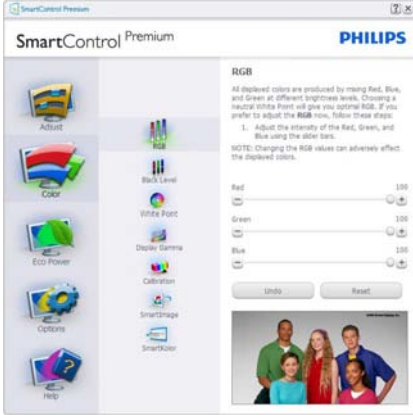 SmartControl Premium
SmartControl Premium
PHILIPS
Adjust
Color
Eco Power
Options
Help
RGB
Black Level
White Point
Display Gamma
Calibration
SmartImage
SmartKolor
RGB
All displayed colors are produced by mixing Red, Blue,
and Green at different brightness levels. Choosing a
neutral White Point will give you optimal RGB. If you
prefer to adjust the RGB now, follow these steps:
1. Adjust the intensity of the Red, Green, and
Blue using the slider bars.
NOTE: Changing the RGB values can adversely effect
the displayed colors.
Red 100
Green 100
Blue 100
Undo Reset